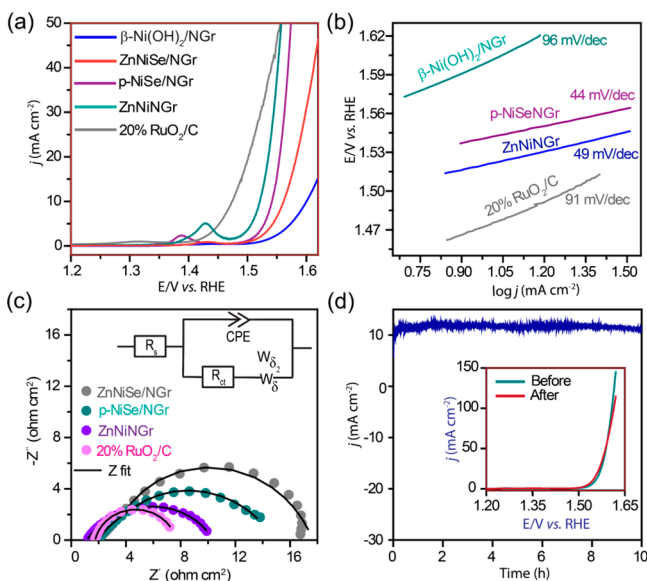 (a)
50
40
30
20
10
0
j (mA cm-2)
β-Ni(OH)2/NGr
ZnNiSe/NGr
p-NiSe/NGr
ZnNiNGr
20% RuO2/C
1.2 1.3 1.4 1.5 1.6
E/V vs. RHE
(b)
1.62
1.59
1.56
1.53
1.50
1.47
E/V vs. RHE
β-Ni(OH)2/NGr
96 mV/dec
44 mV/dec
p-NiSeNGr
ZnNiNGr
49 mV/dec
20% RuO2/C
91 mV/dec
0.75 0.90 1.05 1.20 1.35 1.50
log j (mA cm-2)
(c)
16
12
8
4
0
-Z'' (ohm cm2)
Rs
CPE
Rct
Wδ2
Wδ
ZnNiSe/NGr
p-NiSe/NGr
ZnNiNGr
20% RuO2/C
Z fit
0 4 8 12 16
Z' (ohm cm2)
(d)
20
10
0
-10
-20
-30
j (mA cm-2)
150
100
50
0
j (mA cm-2)
Before
After
1.20 1.35 1.50 1.65
E/V vs. RHE
0 2 4 6 8 10
Time (h)